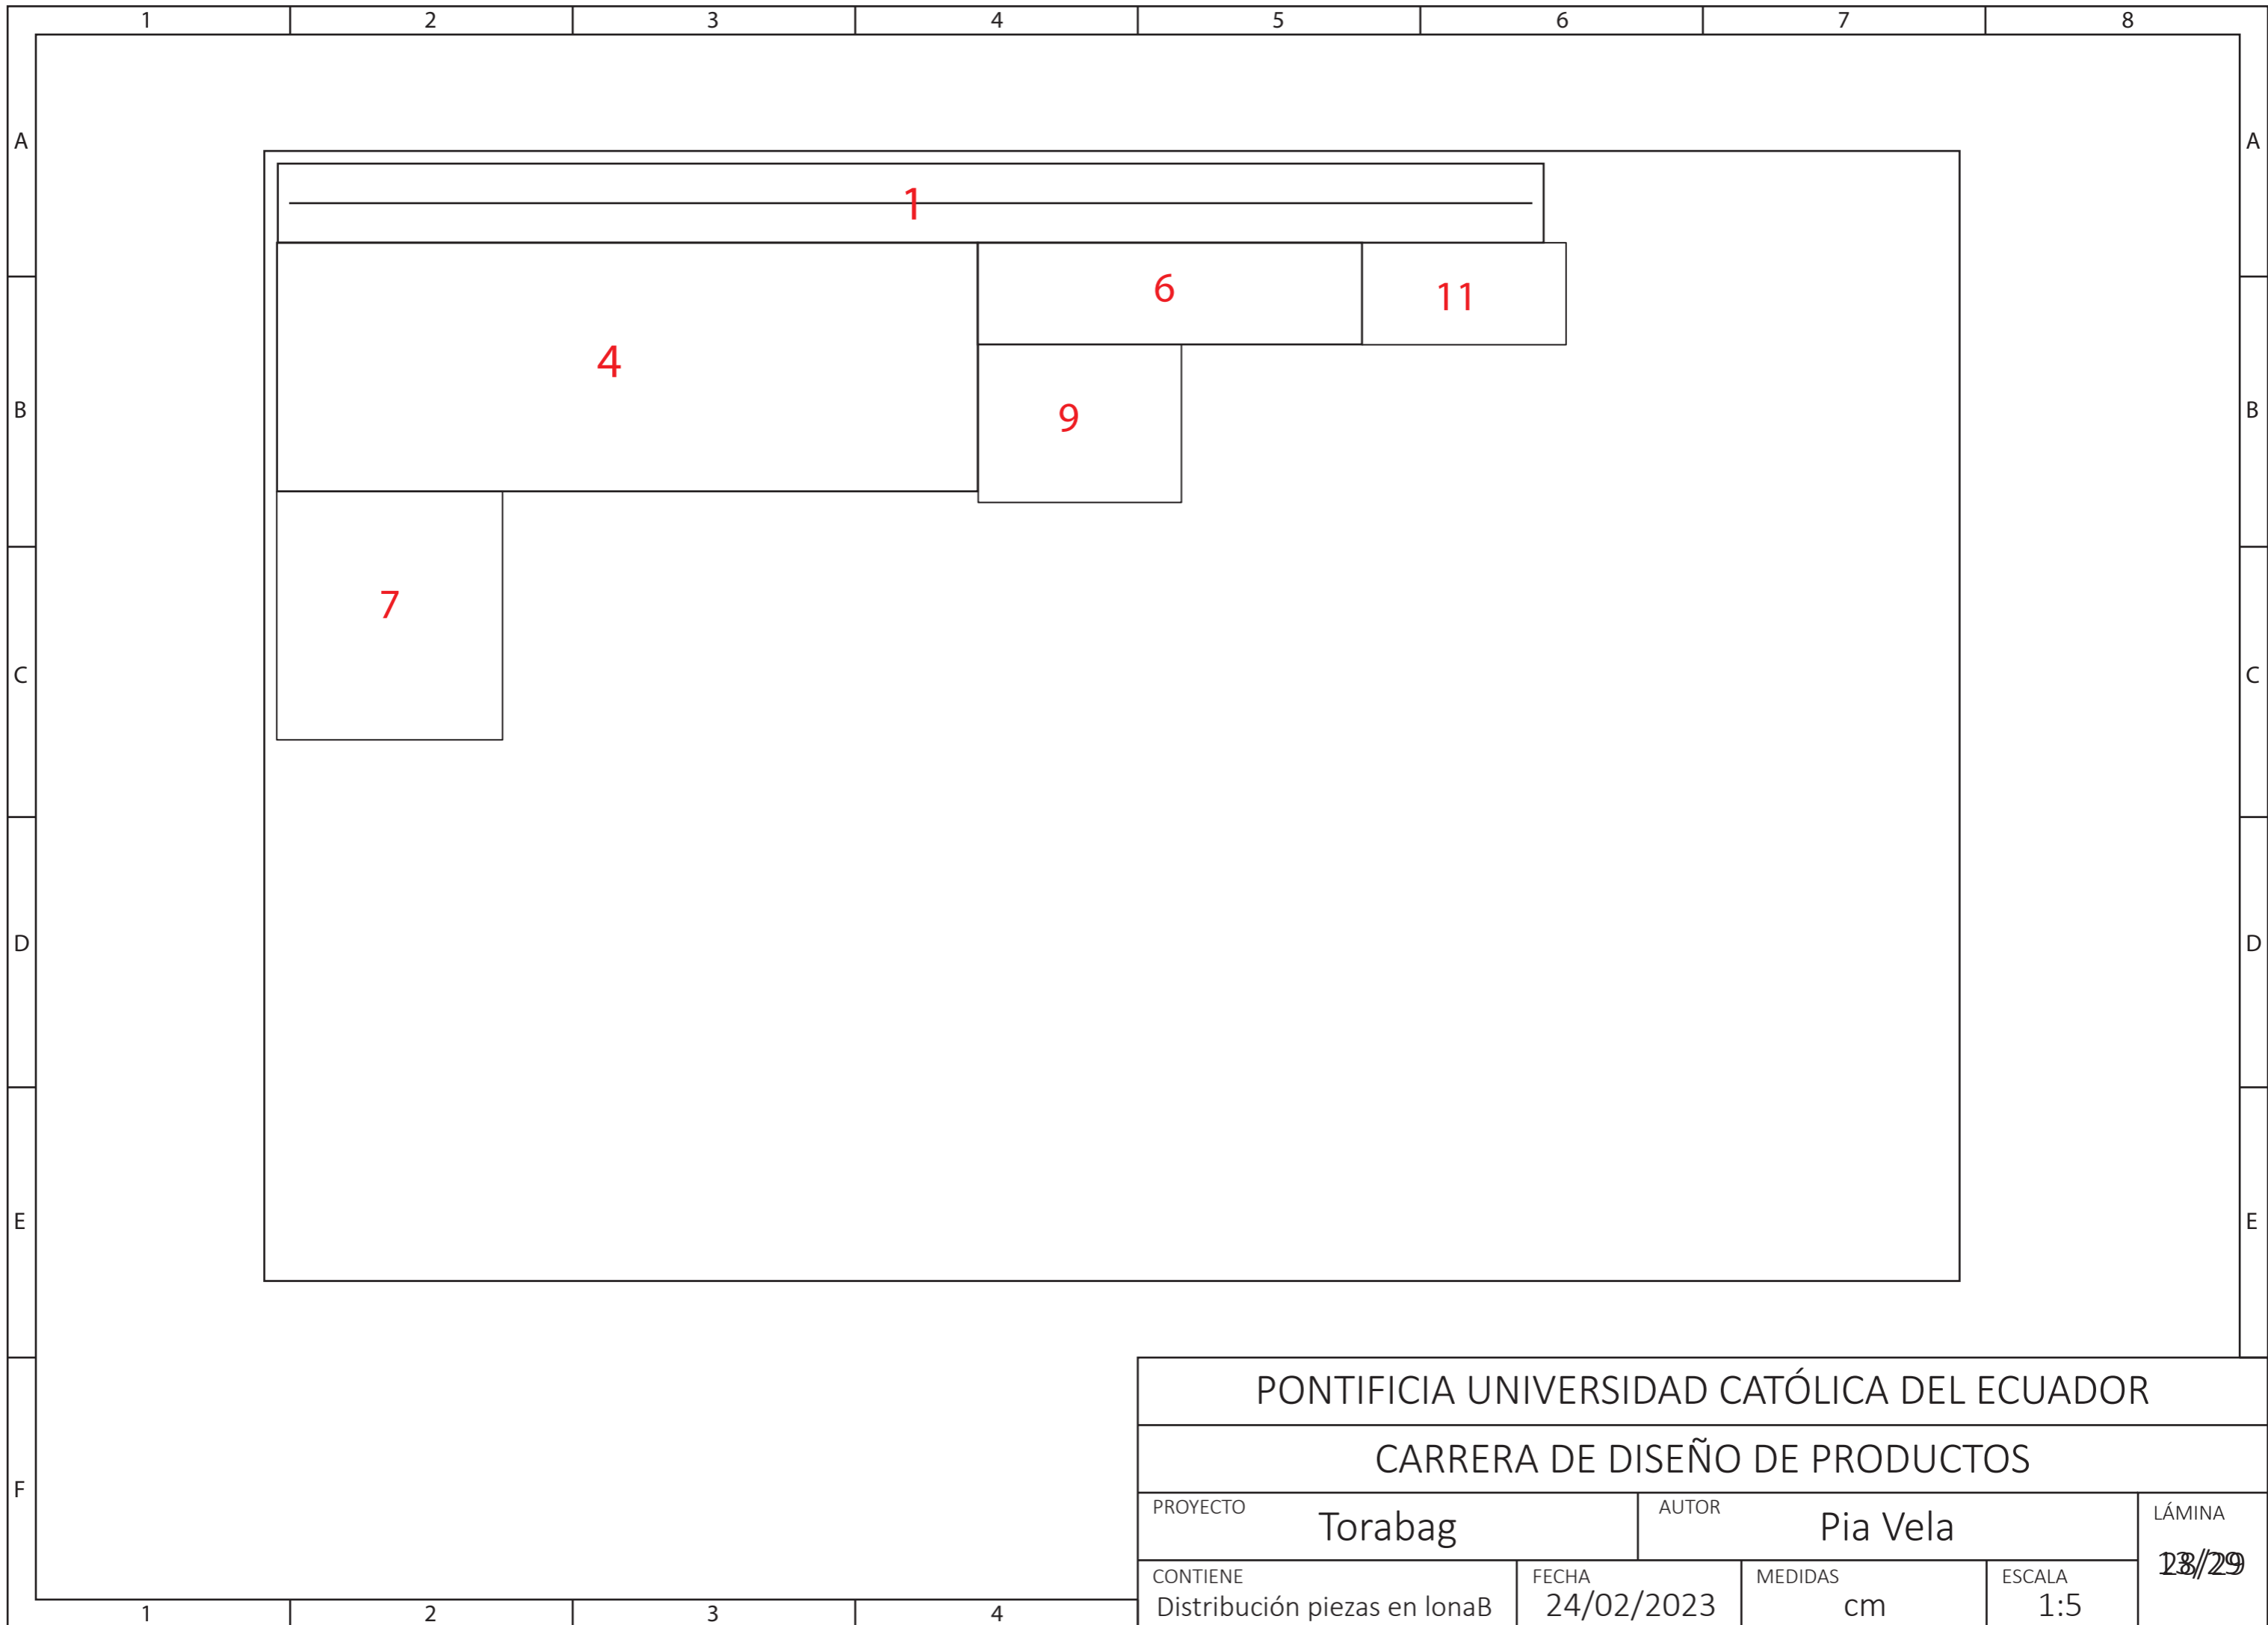 1 2 3 4 5 6 7 8
A A
1
6
11
4
B 9 B
7
C C
D D
E E
PONTIFICIA UNIVERSIDAD CATÓLICA DEL ECUADOR
CARRERA DE DISEÑO DE PRODUCTOS
F
PROYECTO
Torabag
AUTOR
Pia Vela
LÁMINA
CONTIENE
Distribución piezas en lonaB
FECHA
24/02/2023
MEDIDAS
cm
ESCALA
1:5
1 2 3 4